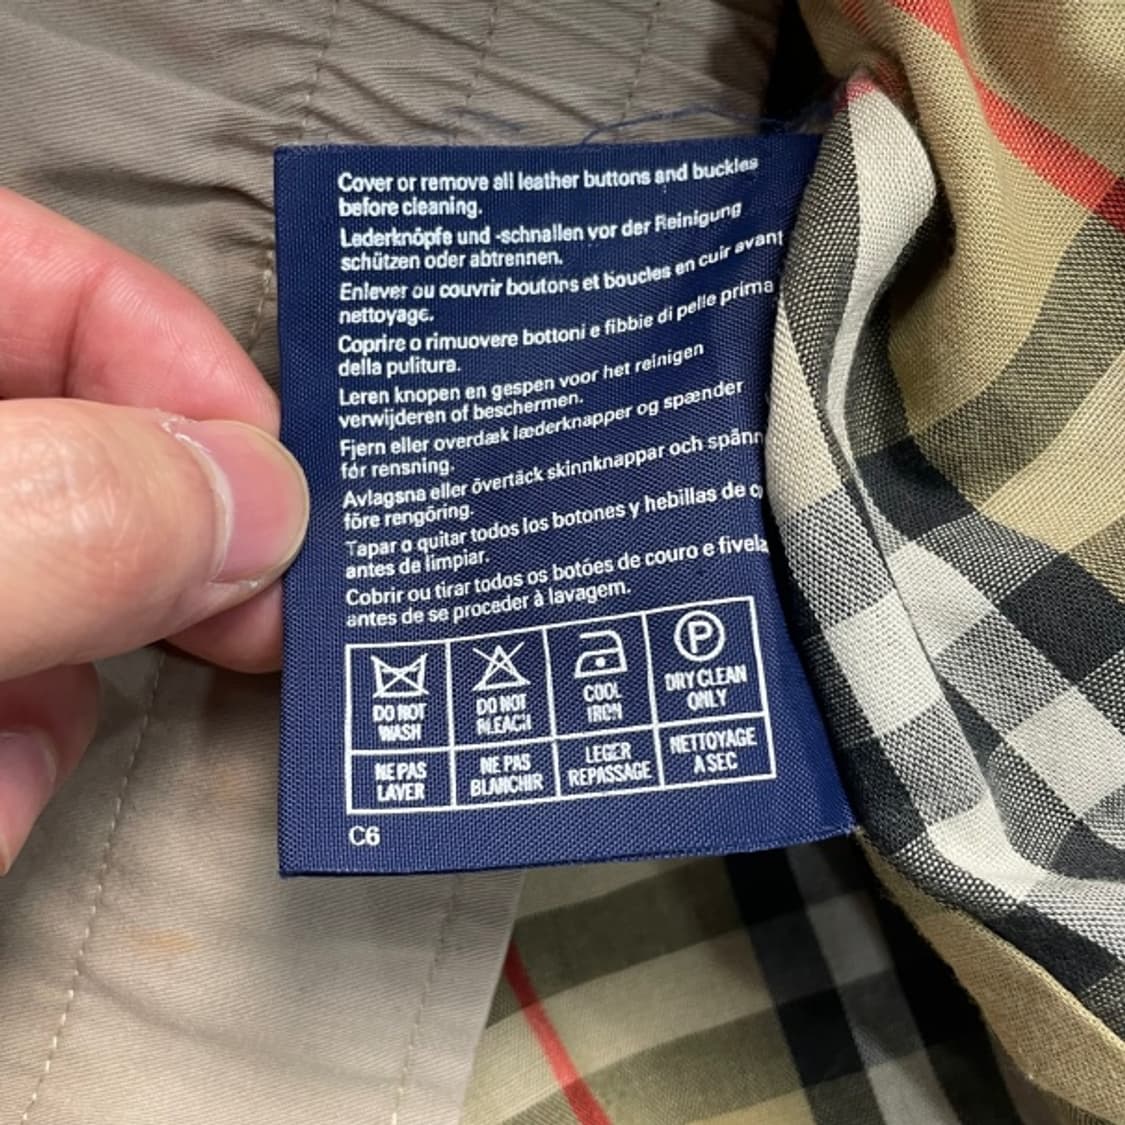 Cover or remove all leather buttons and buckles
before cleaning.
Lederknöpfe und -schnallen vor der Reinigung
schützen oder abtrennen.
Enlever ou couvrir boutons et boucles en cuir avant
nettoyage.
Coprire o rimuovere bottoni e fibbie di pelle prima
della pulitura.
Leren knopen en gespen voor het reinigen
verwijderen of beschermen.
Fjern eller overdæk læderknapper og spænder
för rensning.
Avlagsna eller övertäck skinnknappar och spänn
före rengöring.
Tapar o quitar todos los botones y hebillas de
antes de limpiar.
Cobrir ou tirar todos os botões de couro e fivela
antes de se proceder à lavagem.
P
DO NOT WASH
DO NOT BLEACH
COOL IRON
DRY CLEAN ONLY
NE PAS LAVER
NE PAS BLANCHIR
LEGER REPASSAGE
NETTOYAGE A SEC
C6